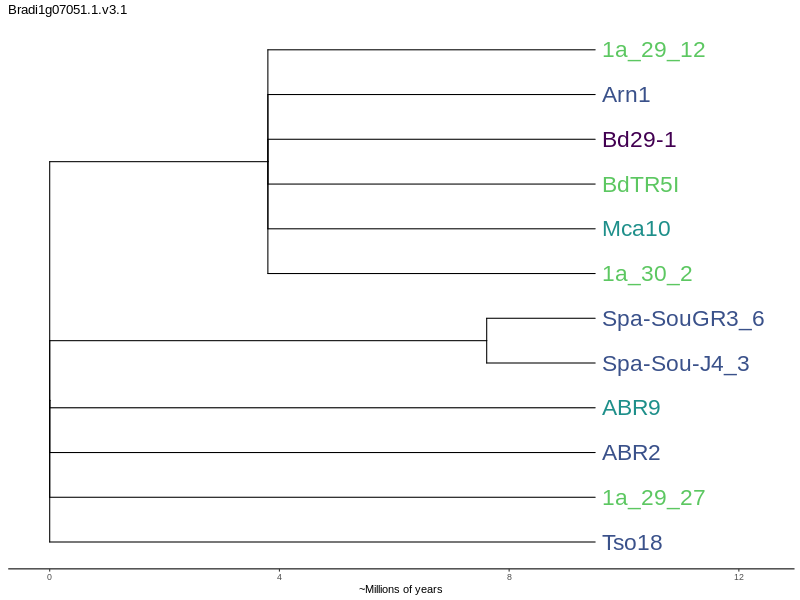 Bradi1g07051.1.v3.1
1a_29_12
Arn1
Bd29-1
BdTR5I
Mca10
1a_30_2
Spa-SouGR3_6
Spa-Sou-J4_3
ABR9
ABR2
1a_29_27
Tso18
0 4 8 12
~Millions of years